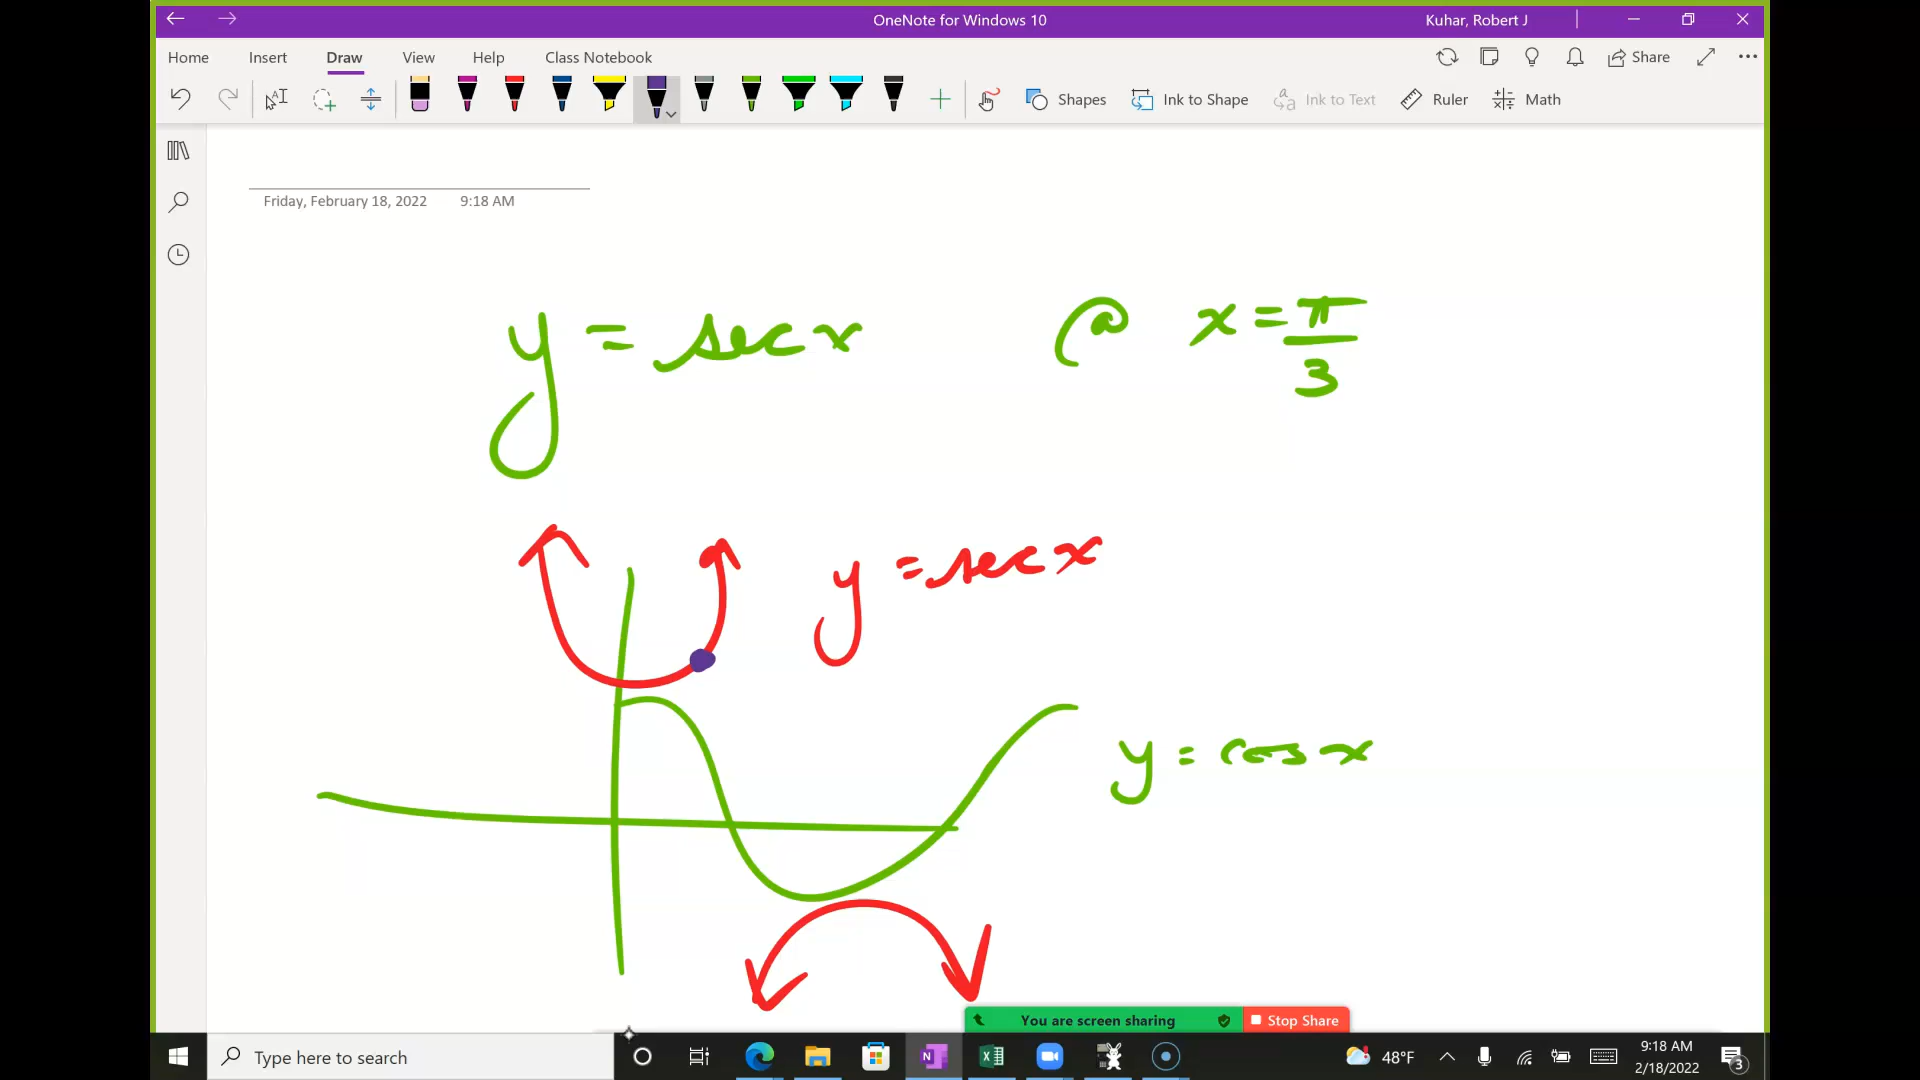 OneNote for Windows 10
Kuhar, Robert J
Home Insert Draw View Help Class Notebook
Share
Shapes Ink to Shape Ink to Text Ruler Math
Friday, February 18, 2022 9:18 AM
y = sec x @ x = π/3
y = sec x
y = cos x
You are screen sharing Stop Share
Type here to search
48°F
9:18 AM
2/18/2022
3